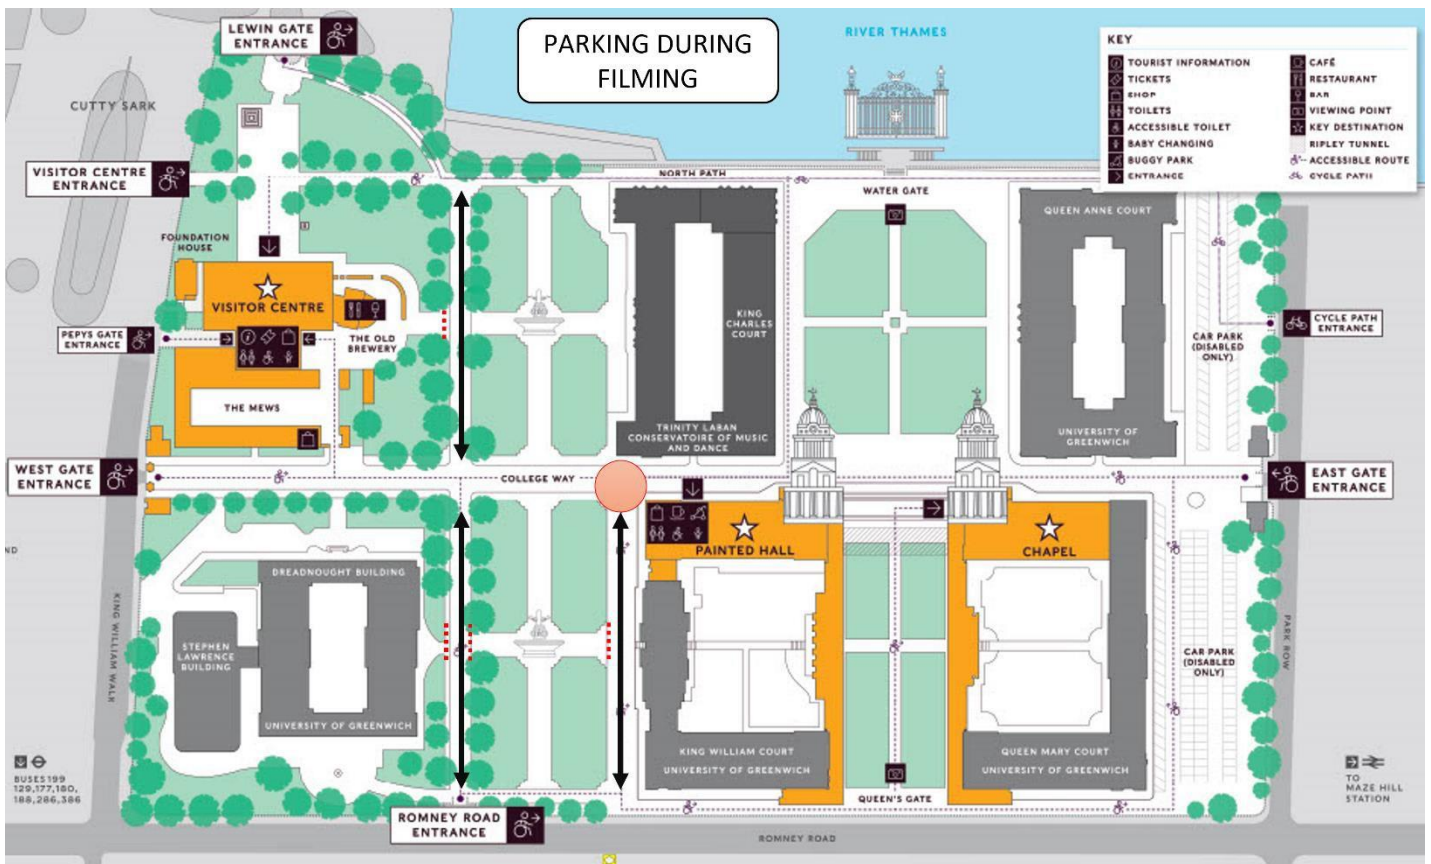 PARKING DURING
FILMING
LEWIN GATE
ENTRANCE
RIVER THAMES
KEY
TOURIST INFORMATION
TICKETS
SHOP
TOILETS
ACCESSIBLE TOILET
BABY CHANGING
BUGGY PARK
ENTRANCE
CAFÉ
RESTAURANT
BAR
VIEWING POINT
KEY DESTINATION
RIPLEY TUNNEL
ACCESSIBLE ROUTE
CYCLE PATH
CUTTY SARK
VISITOR CENTRE
ENTRANCE
NORTH PATH
WATER GATE
QUEEN ANNE COURT
FOUNDATION
HOUSE
VISITOR CENTRE
PEPYS GATE
ENTRANCE
THE OLD
BREWERY
KING
CHARLES
COURT
CYCLE PATH
ENTRANCE
CAR PARK
(DISABLED
ONLY)
THE MEWS
TRINITY LABAN
CONSERVATOIRE OF MUSIC
AND DANCE
UNIVERSITY OF
GREENWICH
WEST GATE
ENTRANCE
COLLEGE WAY
EAST GATE
ENTRANCE
PAINTED HALL
CHAPEL
ND
DREADNOUGHT BUILDING
KING WILLIAM WALK
STEPHEN
LAWRENCE
BUILDING
PARK ROW
CAR PARK
(DISABLED
ONLY)
UNIVERSITY OF GREENWICH
KING WILLIAM COURT
UNIVERSITY OF GREENWICH
QUEEN MARY COURT
UNIVERSITY OF GREENWICH
BUSES 199
129,177,180,
188,286,386
QUEEN'S GATE
TO
MAZE HILL
STATION
ROMNEY ROAD
ENTRANCE
ROMNEY ROAD